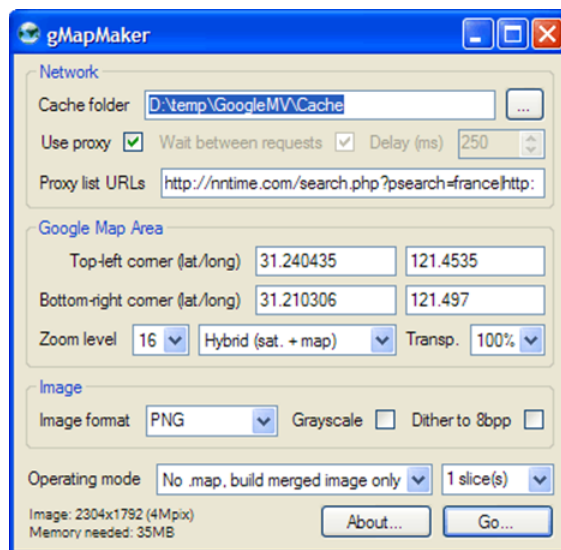 gMapMaker
Network
Cache folder D:\temp\GoogleMV\Cache ...
Use proxy Wait between requests Delay (ms) 250
Proxy list URLs http://nntime.com/search.php?psearch=france|http:
Google Map Area
Top-left corner (lat/long) 31.240435 121.4535
Bottom-right corner (lat/long) 31.210306 121.497
Zoom level 16 Hybrid (sat. + map) Transp. 100%
Image
Image format PNG Grayscale Dither to 8bpp
Operating mode No .map, build merged image only 1 slice(s)
Image: 2304x1792 (4Mpix)
Memory needed: 35MB
About... Go...